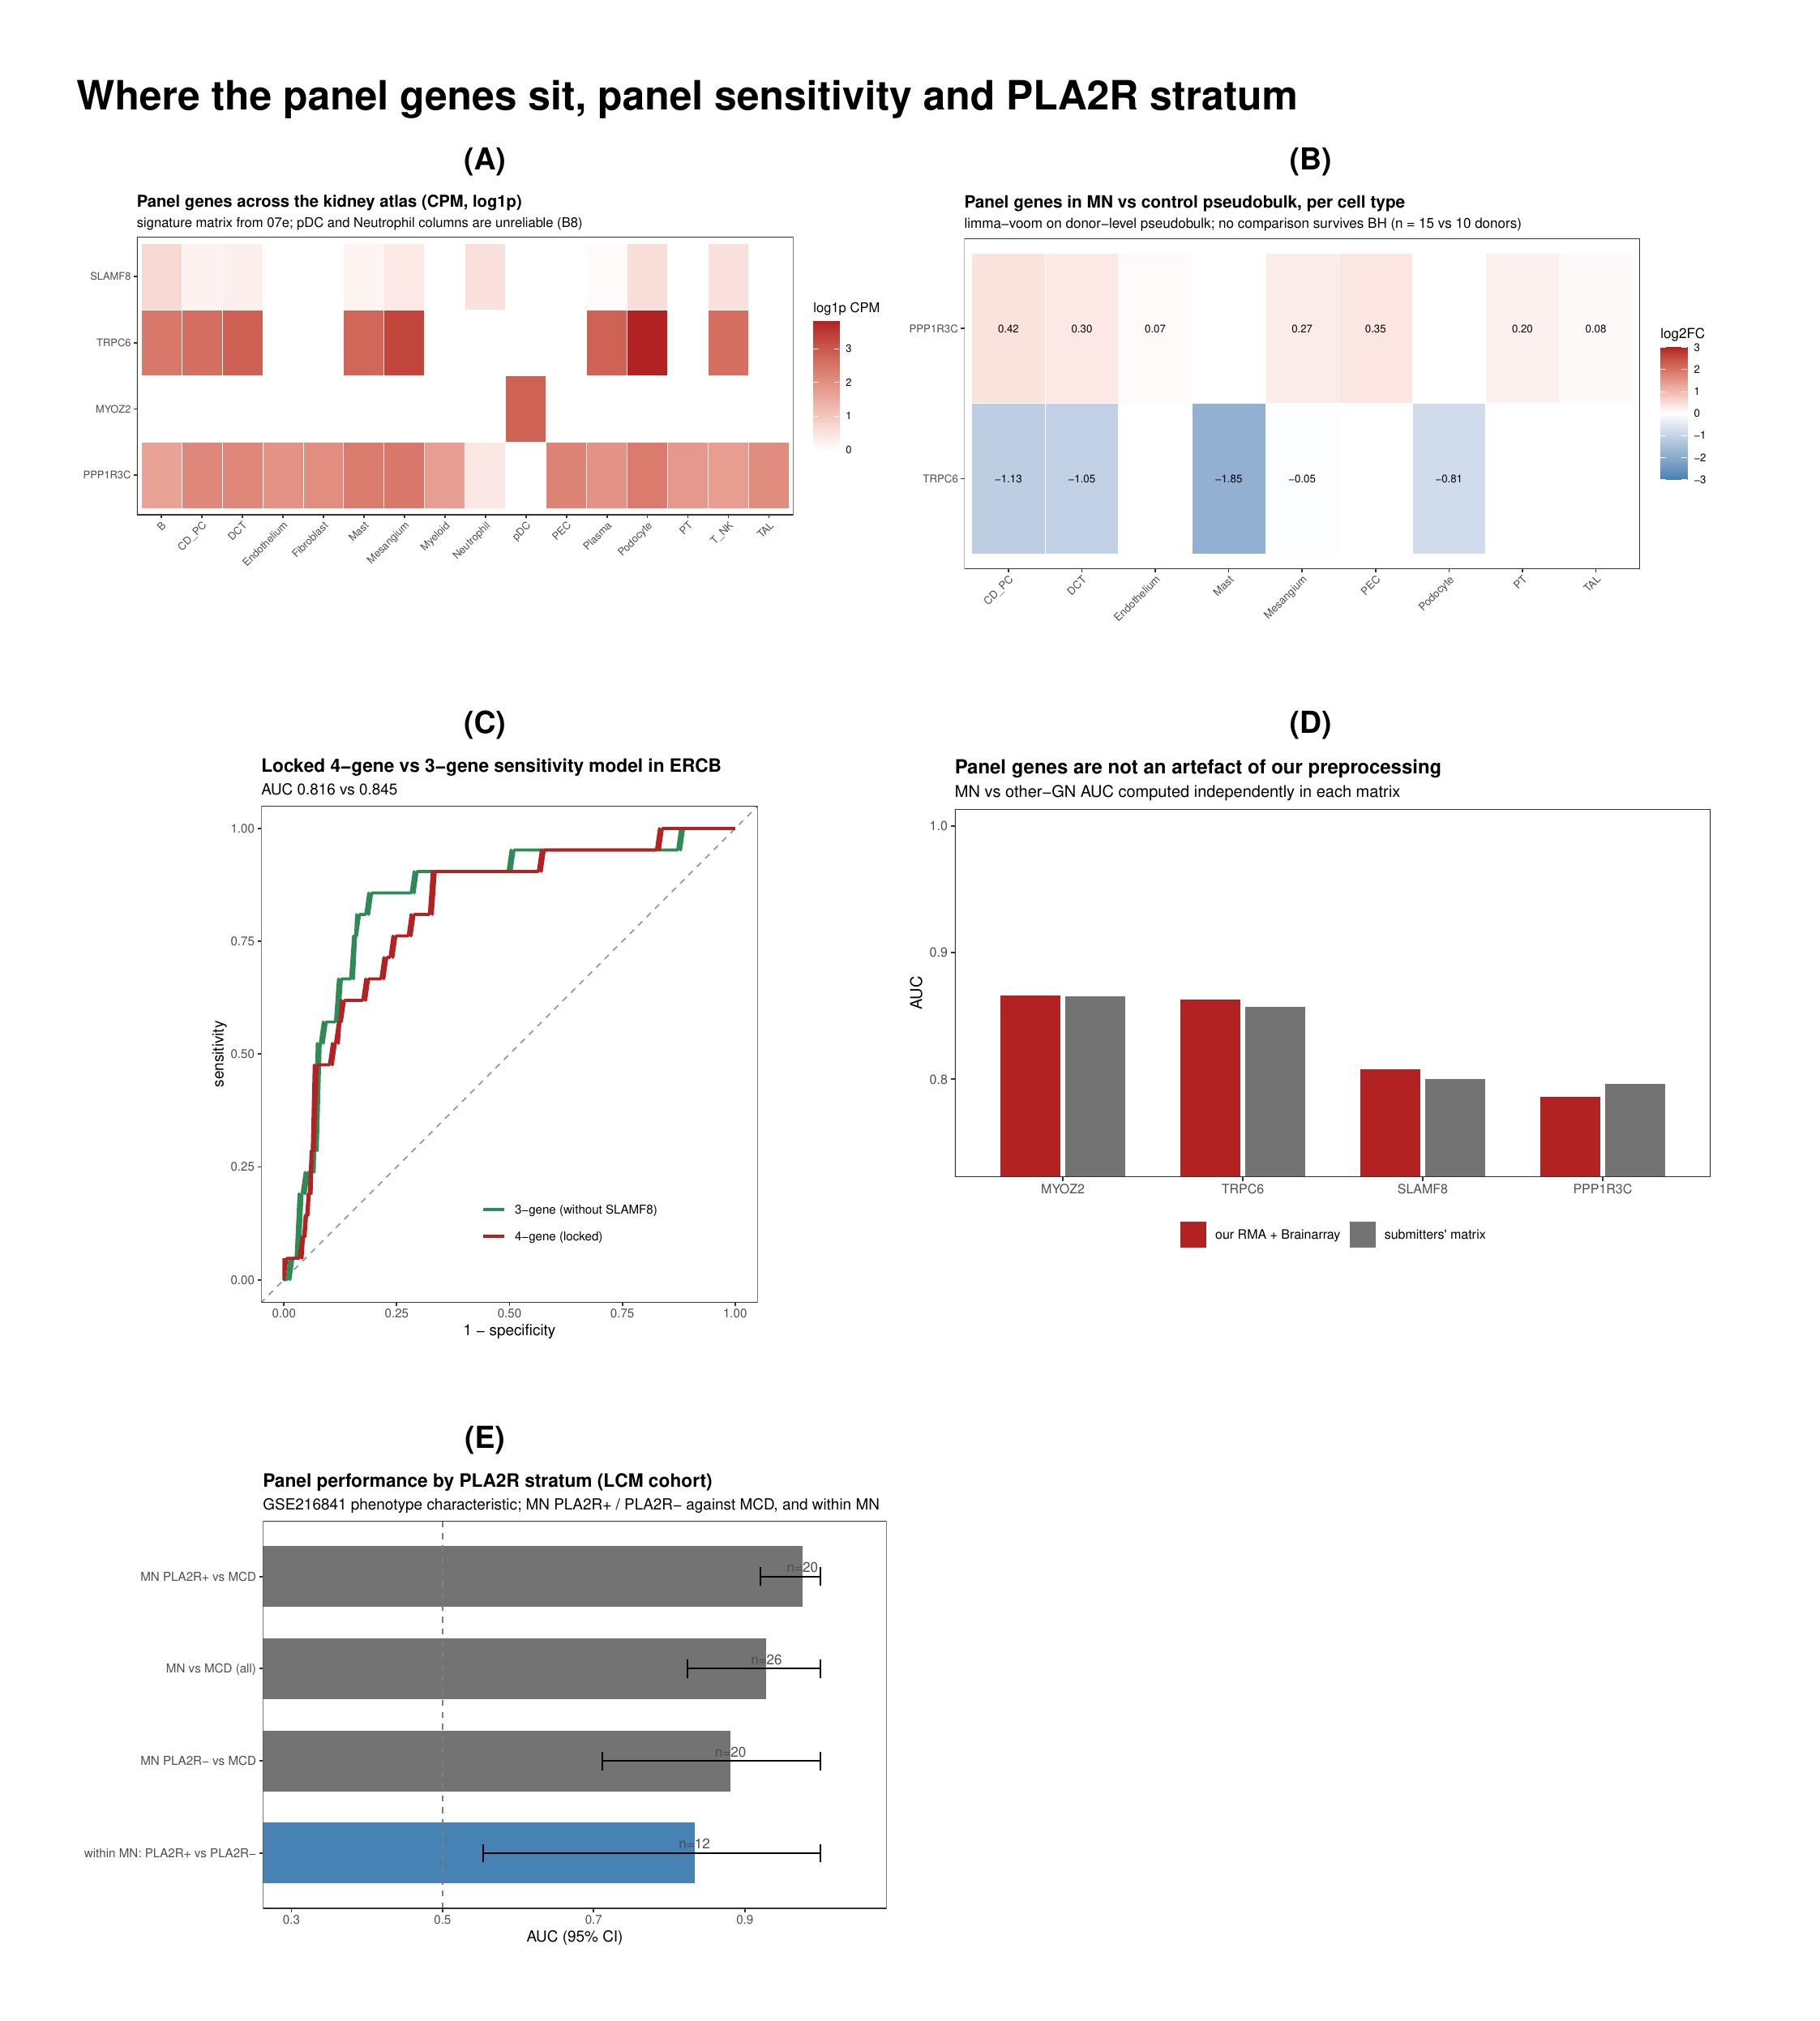 Where the panel genes sit, panel sensitivity and PLA2R stratum
(A)
Panel genes across the kidney atlas (CPM, log1p)
signature matrix from 07e; pDC and Neutrophil columns are unreliable (B8)
SLAMF8
TRPC6
MYOZ2
PPP1R3C
B
CD_PC
DCT
Endothelium
Fibroblast
Mast
Mesangium
Myeloid
Neutrophil
pDC
PEC
Plasma
Podocyte
PT
T_NK
TAL
log1p CPM
3
2
1
0
(B)
Panel genes in MN vs control pseudobulk, per cell type
limma−voom on donor−level pseudobulk; no comparison survives BH (n = 15 vs 10 donors)
PPP1R3C
0.42
0.30
0.07
0.27
0.35
0.20
0.08
TRPC6
−1.13
−1.05
−1.85
−0.05
−0.81
CD_PC
DCT
Endothelium
Mast
Mesangium
PEC
Podocyte
PT
TAL
log2FC
3
2
1
0
−1
−2
−3
(C)
Locked 4−gene vs 3−gene sensitivity model in ERCB
AUC 0.816 vs 0.845
sensitivity
1.00
0.75
0.50
0.25
0.00
3−gene (without SLAMF8)
4−gene (locked)
0.00
0.25
0.50
0.75
1.00
1 − specificity
(D)
Panel genes are not an artefact of our preprocessing
MN vs other−GN AUC computed independently in each matrix
AUC
1.0
0.9
0.8
MYOZ2
TRPC6
SLAMF8
PPP1R3C
our RMA + Brainarray
submitters' matrix
(E)
Panel performance by PLA2R stratum (LCM cohort)
GSE216841 phenotype characteristic; MN PLA2R+ / PLA2R− against MCD, and within MN
MN PLA2R+ vs MCD
n=20
MN vs MCD (all)
n=26
MN PLA2R− vs MCD
n=20
within MN: PLA2R+ vs PLA2R−
n=12
0.3
0.5
0.7
0.9
AUC (95% CI)